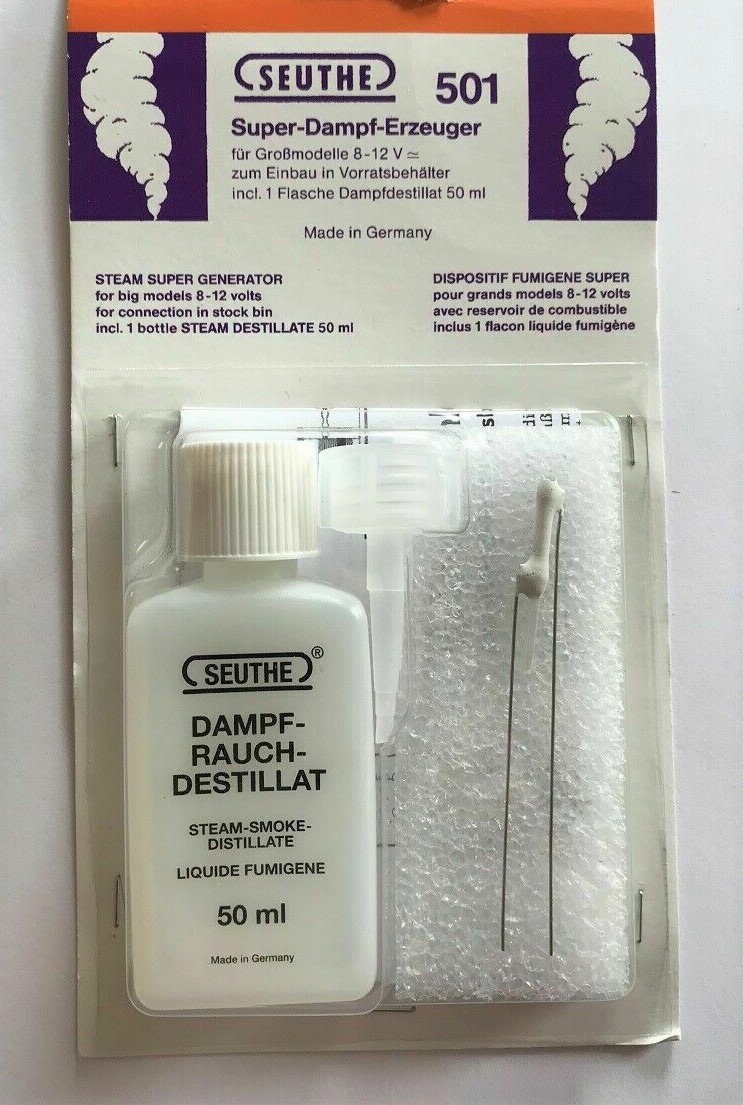 SEUTHE 501
Super-Dampf-Erzeuger
für Großmodelle 8-12 V ≃
zum Einbau in Vorratsbehälter
incl. 1 Flasche Dampfdestillat 50 ml
Made in Germany
STEAM SUPER GENERATOR
for big models 8-12 volts
for connection in stock bin
incl. 1 bottle STEAM DESTILLATE 50 ml
DISPOSITIF FUMIGENE SUPER
pour grands models 8-12 volts
avec reservoir de combustible
inclus 1 flacon liquide fumigène
SEUTHE®
DAMPF-
RAUCH-
DESTILLAT
STEAM-SMOKE-
DISTILLATE
LIQUIDE FUMIGENE
50 ml
Made in Germany